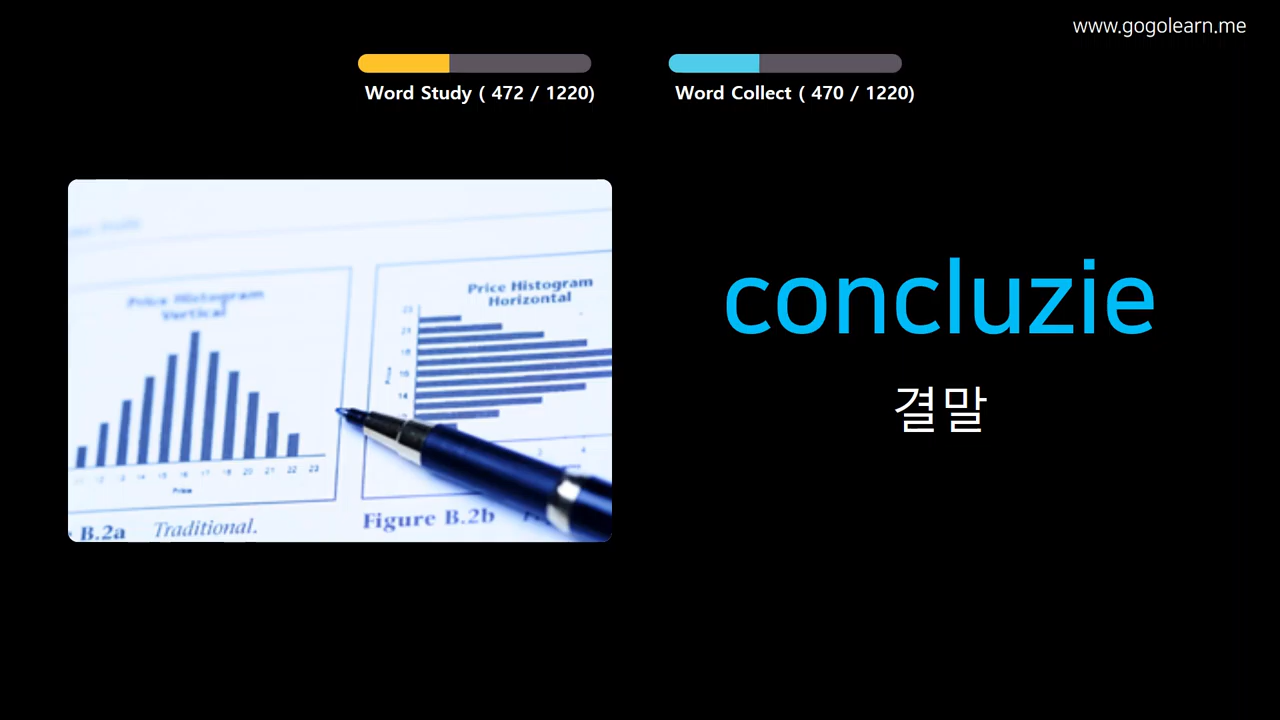 www.gogolearn.me
Word Study ( 472 / 1220)
Word Collect ( 470 / 1220)
concluzie
결말
Price Histogram
Vertical
Price
B.2a Traditional.
Price Histogram
Horizontal
Figure B.2b